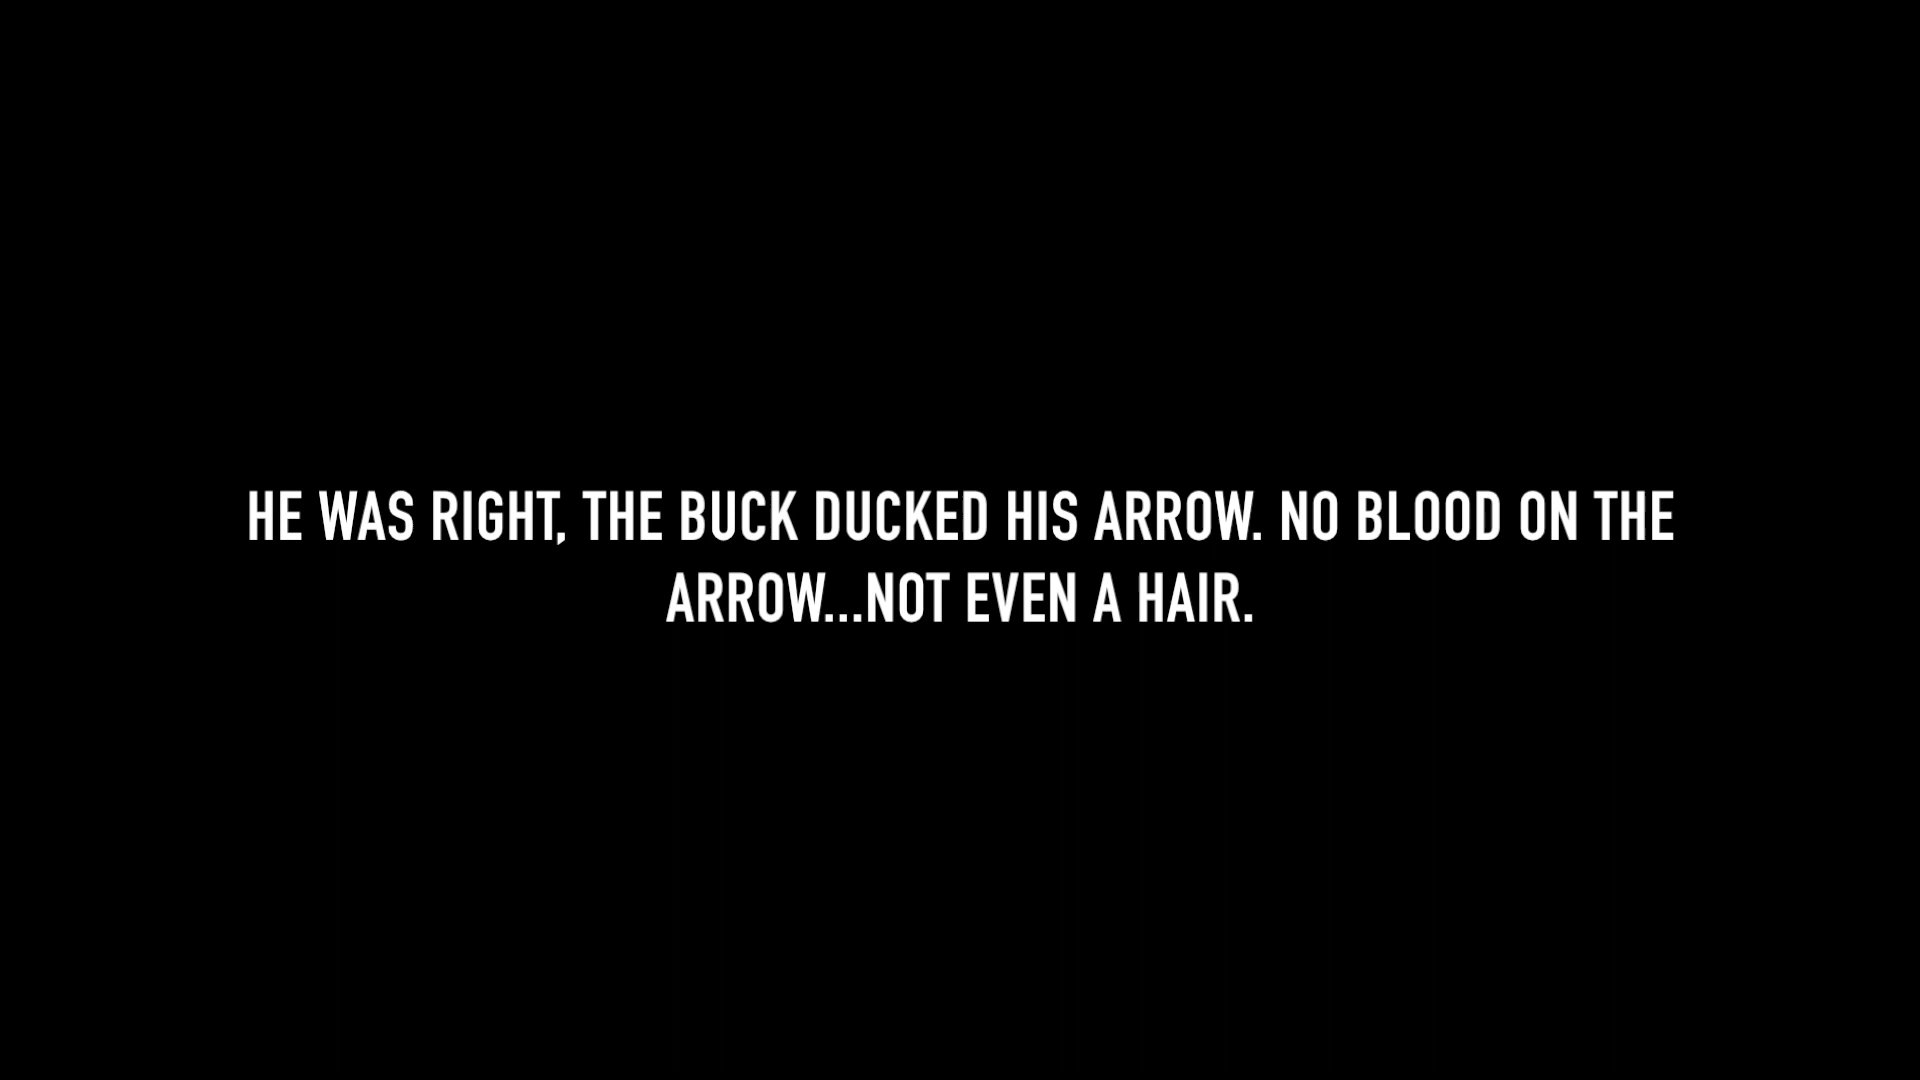 HE WAS RIGHT, THE BUCK DUCKED HIS ARROW. NO BLOOD ON THE
ARROW...NOT EVEN A HAIR.